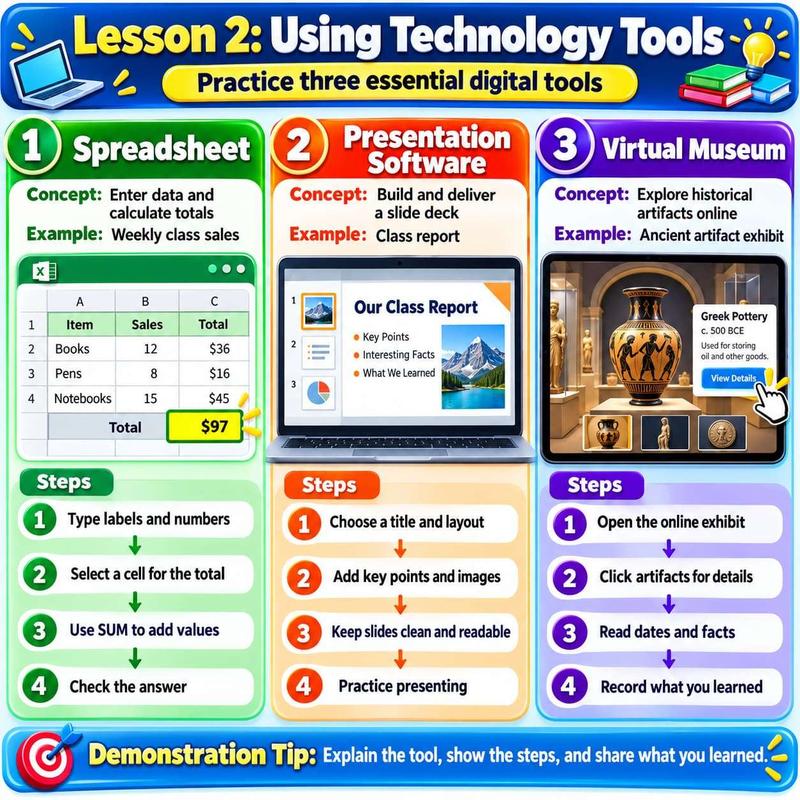 Lesson 2: Using Technology Tools
Practice three essential digital tools
1 Spreadsheet
Concept: Enter data and
calculate totals
Example: Weekly class sales
X
A B C
1 Item Sales Total
2 Books 12 $36
3 Pens 8 $16
4 Notebooks 15 $45
Total $97
Steps
1 Type labels and numbers
2 Select a cell for the total
3 Use SUM to add values
4 Check the answer
2 Presentation
Software
Concept: Build and deliver
a slide deck
Example: Class report
1
2
3
Our Class Report
• Key Points
• Interesting Facts
• What We Learned
Steps
1 Choose a title and layout
2 Add key points and images
3 Keep slides clean and readable
4 Practice presenting
3 Virtual Museum
Concept: Explore historical
artifacts online
Example: Ancient artifact exhibit
Greek Pottery
c. 500 BCE
Used for storing
oil and other goods.
View Details
Steps
1 Open the online exhibit
2 Click artifacts for details
3 Read dates and facts
4 Record what you learned
Demonstration Tip: Explain the tool, show the steps, and share what you learned.